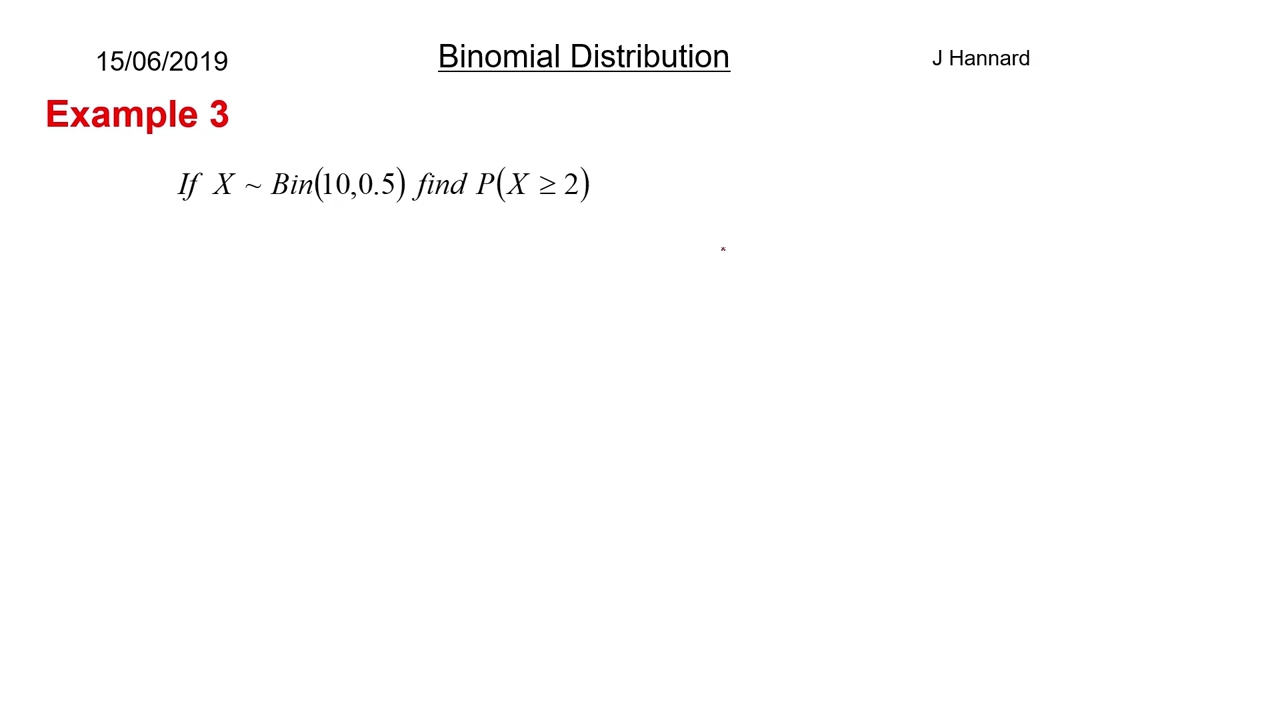 15/06/2019 Binomial Distribution J Hannard
Example 3
If X ~ Bin(10,0.5) find P(X ≥ 2)